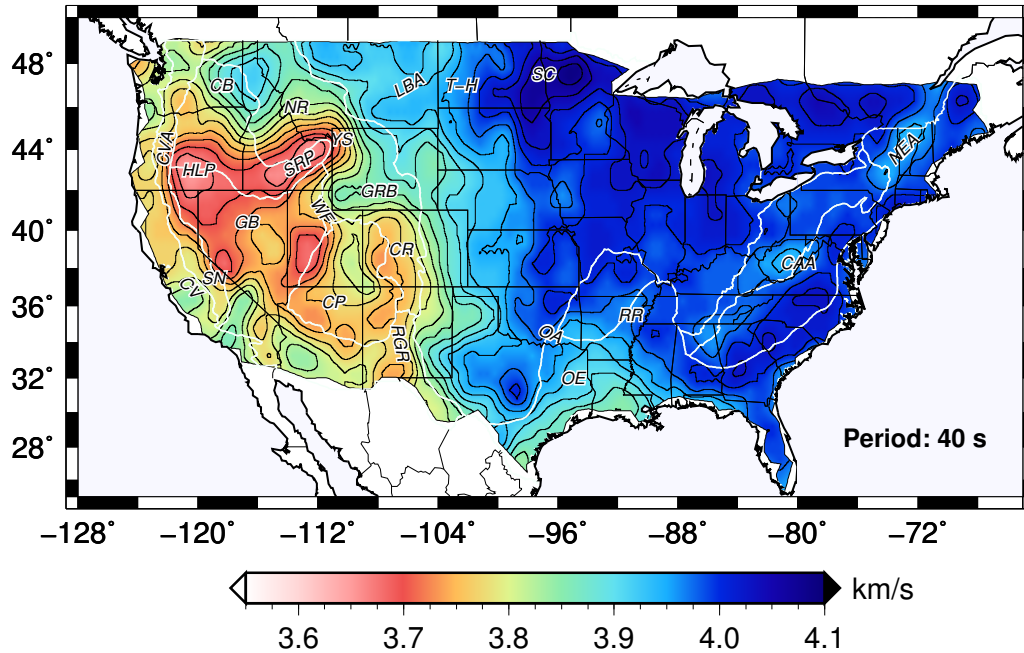 48°
44°
40°
36°
32°
28°
CB
NR
LBA
T-H
SC
CVA
HLP
SRP
YS
GRB
NEA
GB
WF
CR
CAA
SN
CV
CP
RGR
OA
RR
OE
Period: 40 s
−128° −120° −112° −104° −96° −88° −80° −72°
km/s
3.6 3.7 3.8 3.9 4.0 4.1